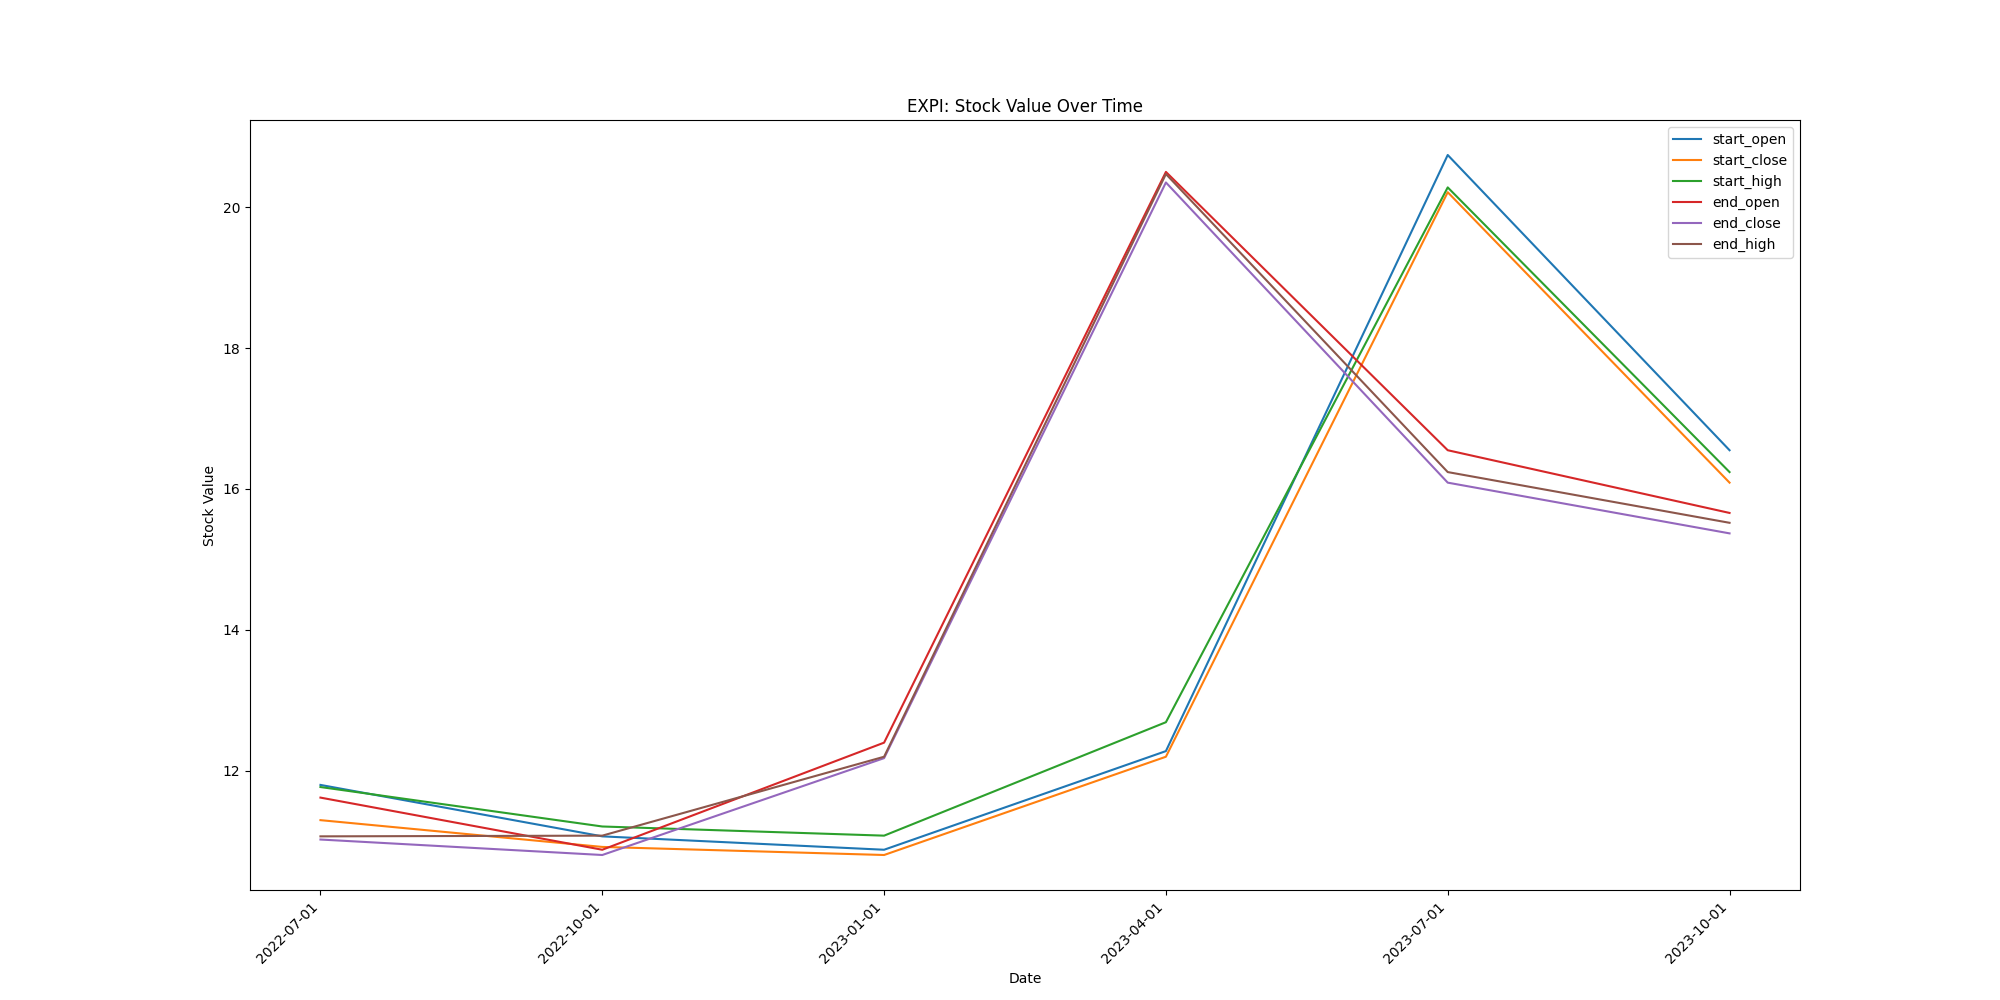 EXPI: Stock Value Over Time
start_open
start_close
start_high
end_open
end_close
end_high
20
18
16
14
12
Stock Value
2022-07-01
2022-10-01
2023-01-01
2023-04-01
2023-07-01
2023-10-01
Date